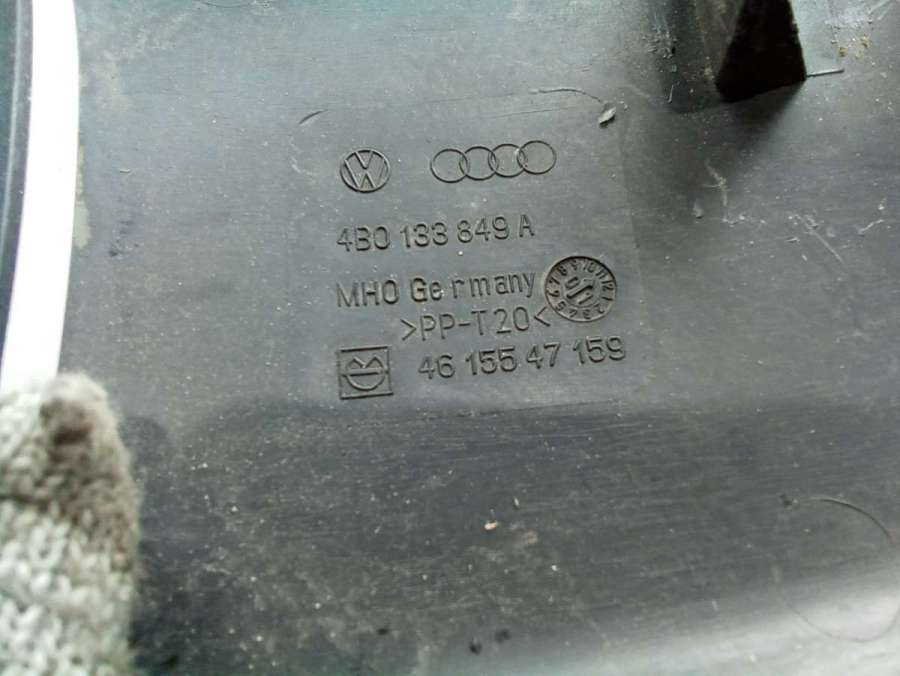 4B0 133 849 A
MHO Germany
>PP-T20<
46 155 47 159